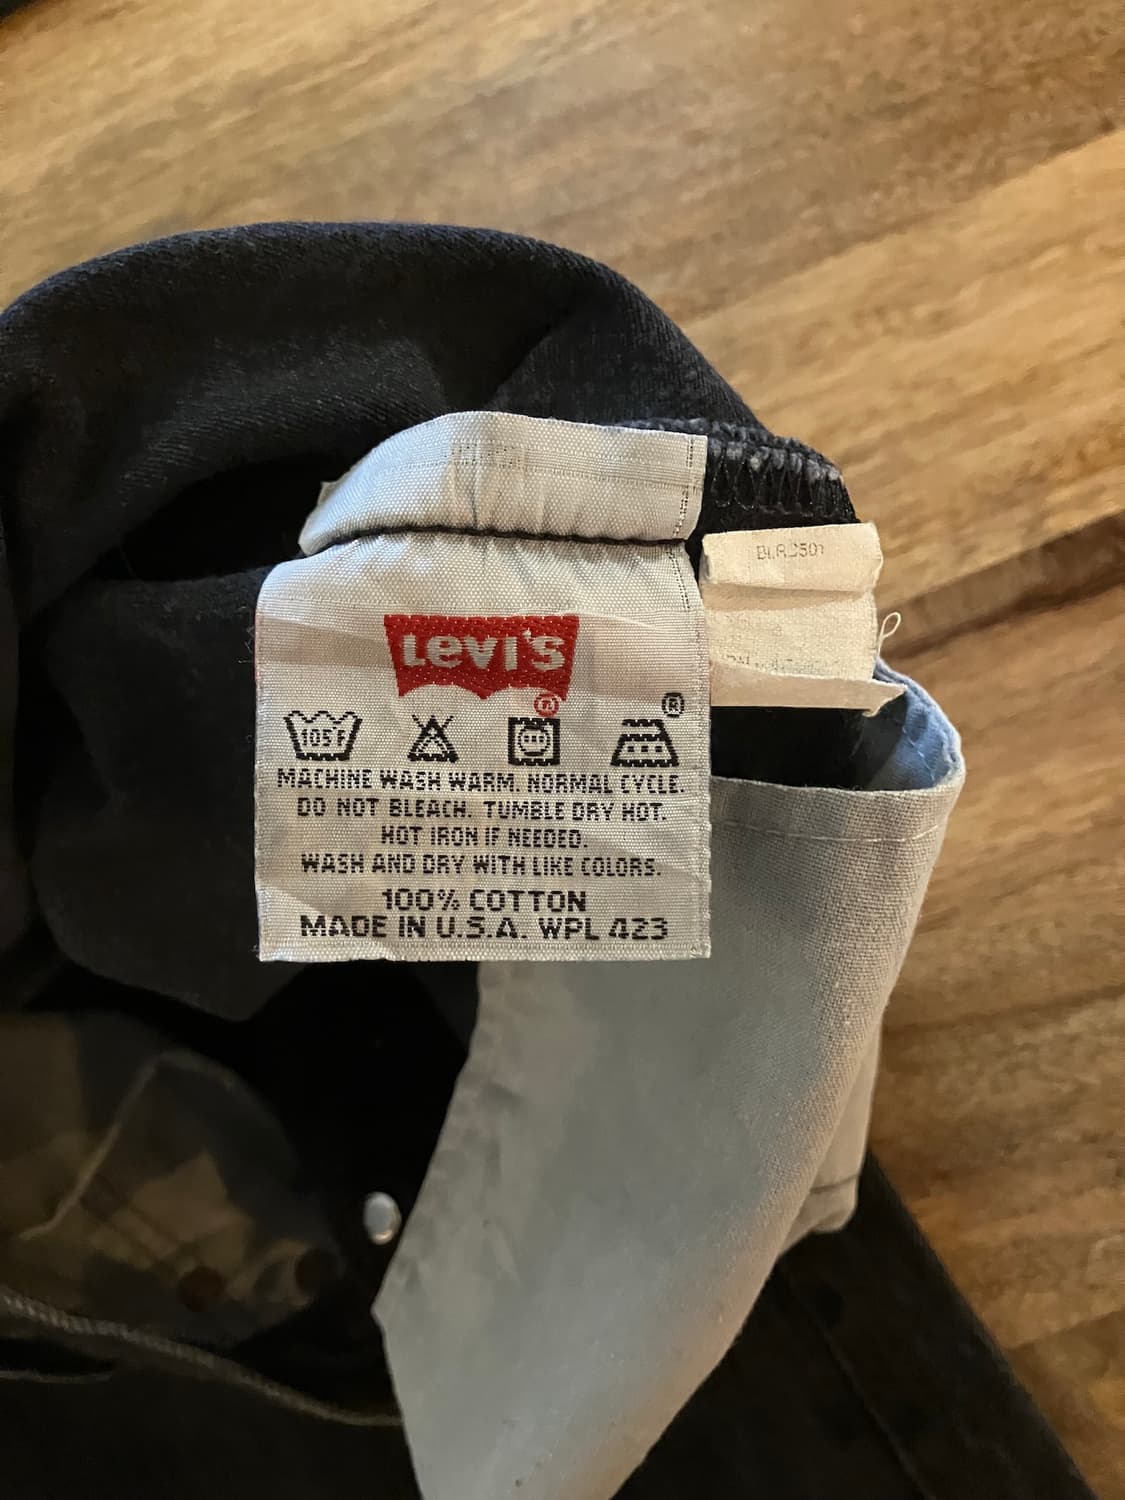 Levi's
®
®
105°F
MACHINE WASH WARM. NORMAL CYCLE.
DO NOT BLEACH. TUMBLE DRY HOT.
HOT IRON IF NEEDED.
WASH AND DRY WITH LIKE COLORS.
100% COTTON
MADE IN U.S.A. WPL 423